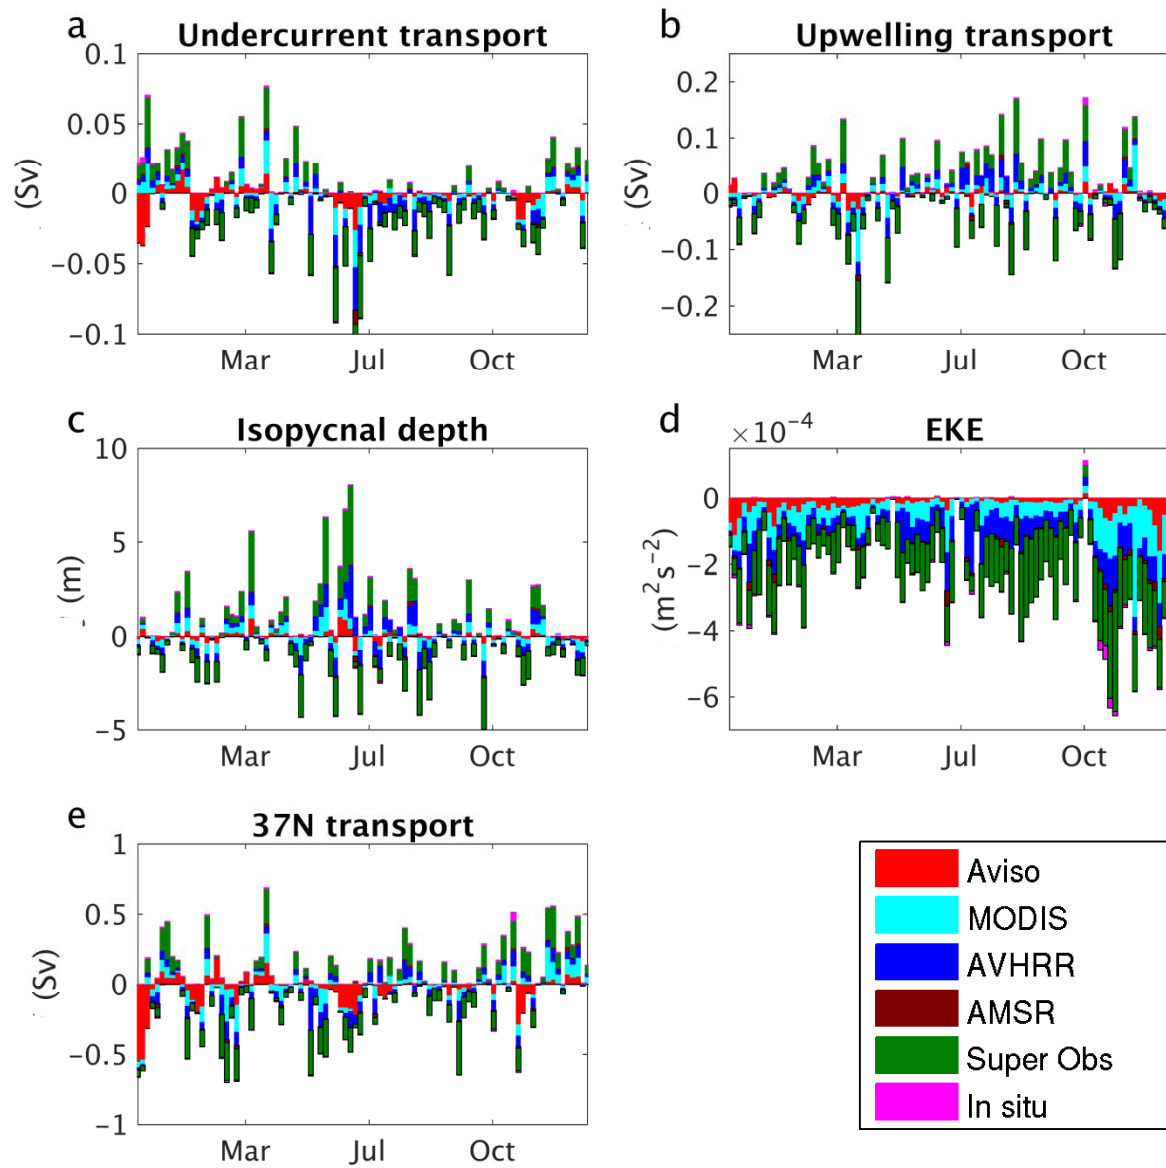 a
Undercurrent transport
0.1
0.05
0
−0.05
−0.1
(Sv)
Mar Jul Oct
b
Upwelling transport
0.2
0.1
0
−0.1
−0.2
(Sv)
Mar Jul Oct
c
Isopycnal depth
10
5
0
−5
(m)
Mar Jul Oct
d
×10⁻⁴
EKE
0
−2
−4
−6
(m² s⁻²)
Mar Jul Oct
e
37N transport
1
0.5
0
−0.5
−1
(Sv)
Mar Jul Oct
Aviso
MODIS
AVHRR
AMSR
Super Obs
In situ